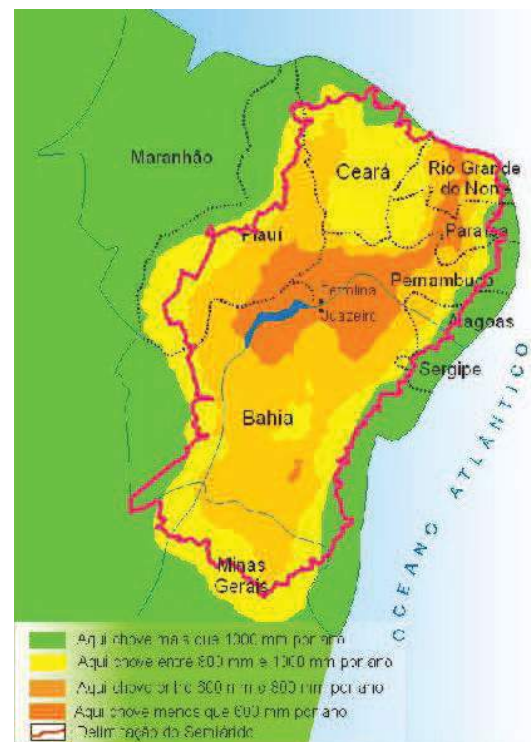 Maranhão
Ceará
Rio Grande
do Norte
Piauí
Paraíba
Pernambuco
Petrolina
Juazeiro
Alagoas
Sergipe
Bahia
OCEANO ATLÂNTICO
Minas
Gerais
Aqui chove mais que 1000 mm por ano
Aqui chove entre 800 mm e 1000 mm por ano
Aqui chove entre 600 mm e 800 mm por ano
Aqui chove menos que 600 mm por ano
Delimitação do Semiárido